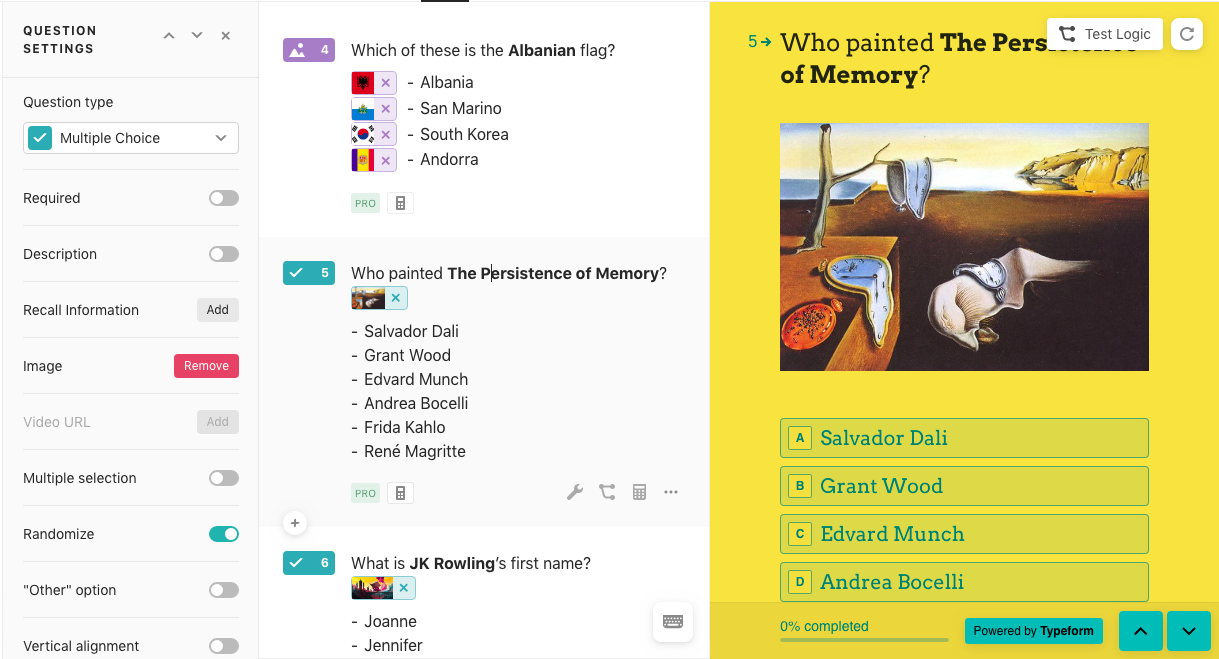 QUESTION
SETTINGS
Question type
Multiple Choice
Required
Description
Recall Information
Add
Image
Remove
Video URL
Add
Multiple selection
Randomize
"Other" option
Vertical alignment
4
Which of these is the Albanian flag?
- Albania
- San Marino
- South Korea
- Andorra
PRO
5
Who painted The Persistence of Memory?
- Salvador Dali
- Grant Wood
- Edvard Munch
- Andrea Bocelli
- Frida Kahlo
- René Magritte
PRO
6
What is JK Rowling's first name?
- Joanne
- Jennifer
Test Logic
5 Who painted The Persistence
of Memory?
A Salvador Dali
B Grant Wood
C Edvard Munch
D Andrea Bocelli
0% completed
Powered by Typeform